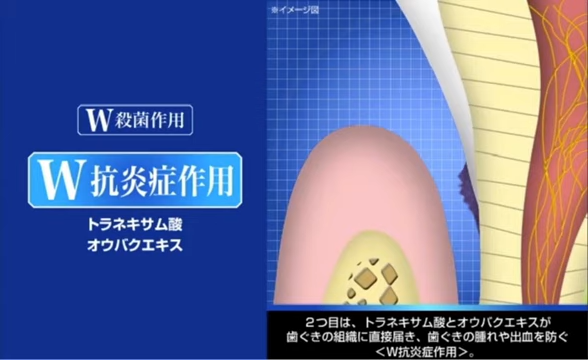 ※イメージ図
W殺菌作用
W抗炎症作用
トラネキサム酸
オウバクエキス
2つ目は、トラネキサム酸とオウバクエキスが
歯ぐきの組織に直接届き、歯ぐきの腫れや出血を防ぐ
＜W抗炎症作用＞。